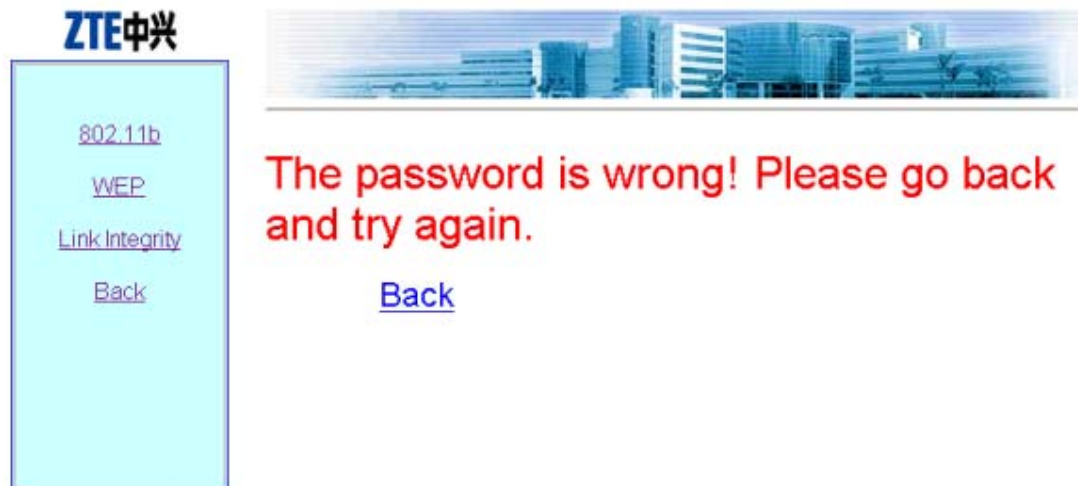 ZTE中兴
802.11b
WEP
Link Integrity
Back
The password is wrong! Please go back
and try again.
Back